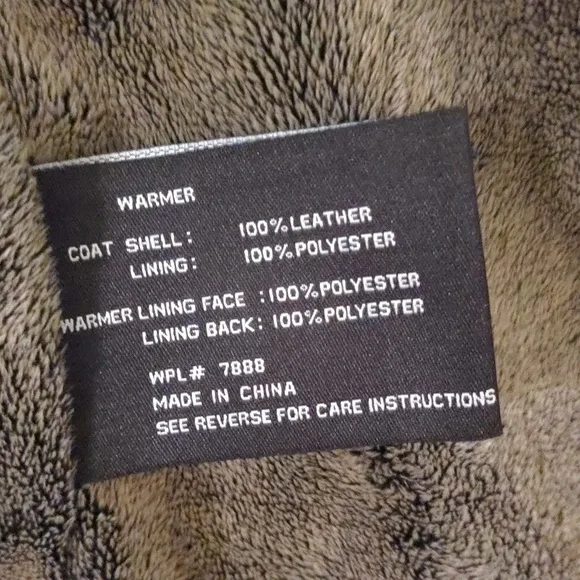 WARMER
COAT SHELL: 100%LEATHER
LINING: 100%POLYESTER
WARMER LINING FACE :100%POLYESTER
LINING BACK: 100%POLYESTER
WPL# 7888
MADE IN CHINA
SEE REVERSE FOR CARE INSTRUCTIONS